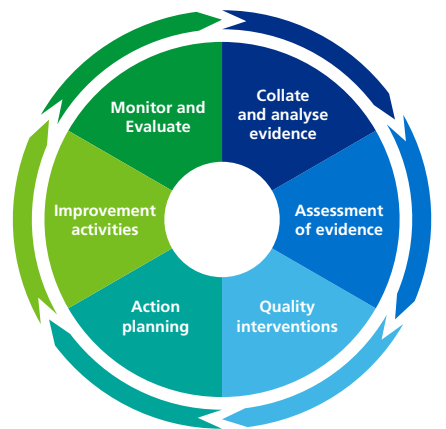 Collate
and analyse
evidence
Assessment
of evidence
Quality
interventions
Action
planning
Improvement
activities
Monitor and
Evaluate